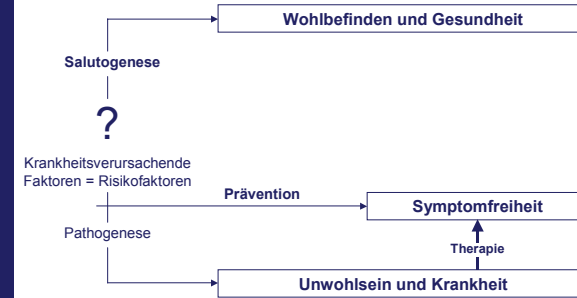 Wohlbefinden und Gesundheit
Salutogenese
?
Krankheitsverursachende
Faktoren = Risikofaktoren
Prävention
Symptomfreiheit
Pathogenese
Therapie
Unwohlsein und Krankheit